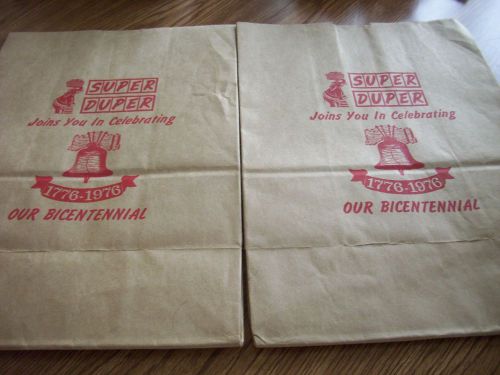 SUPER
DUPER
Joins You In Celebrating
1776-1976
OUR BICENTENNIAL
SUPER
DUPER
Joins You In Celebrating
1776-1976
OUR BICENTENNIAL